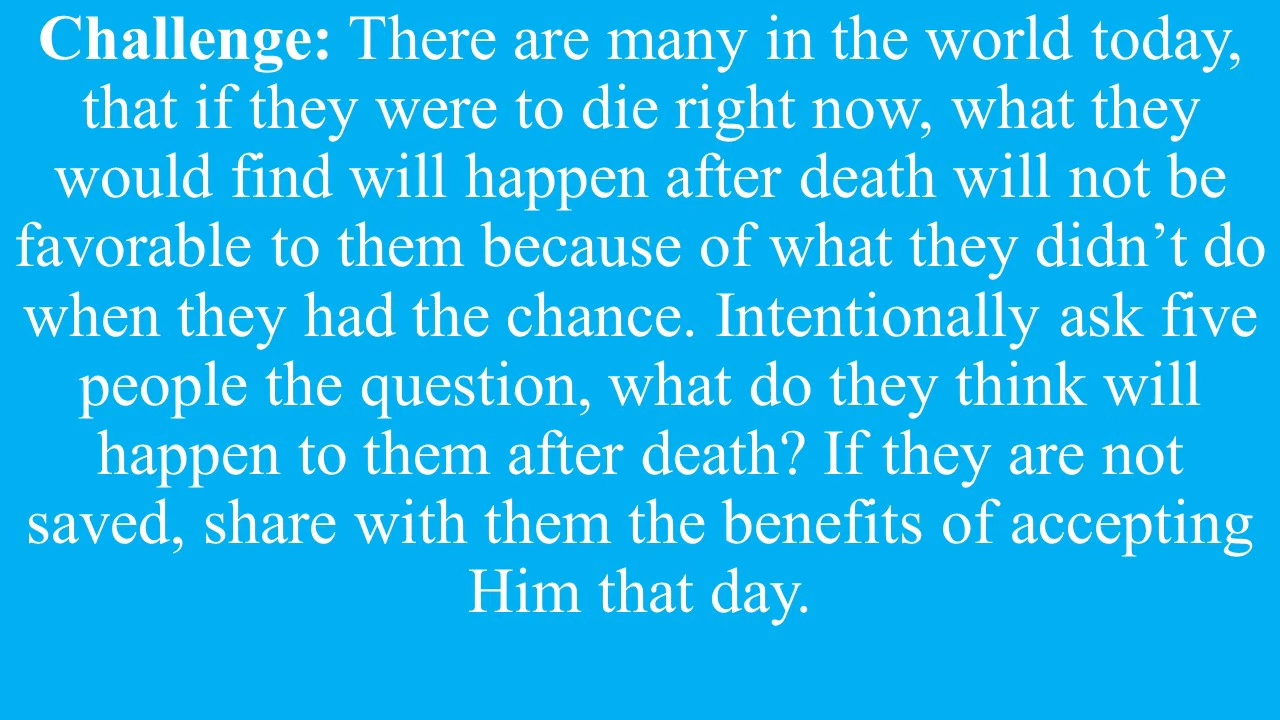 Challenge: There are many in the world today,
that if they were to die right now, what they
would find will happen after death will not be
favorable to them because of what they didn’t do
when they had the chance. Intentionally ask five
people the question, what do they think will
happen to them after death? If they are not
saved, share with them the benefits of accepting
Him that day.